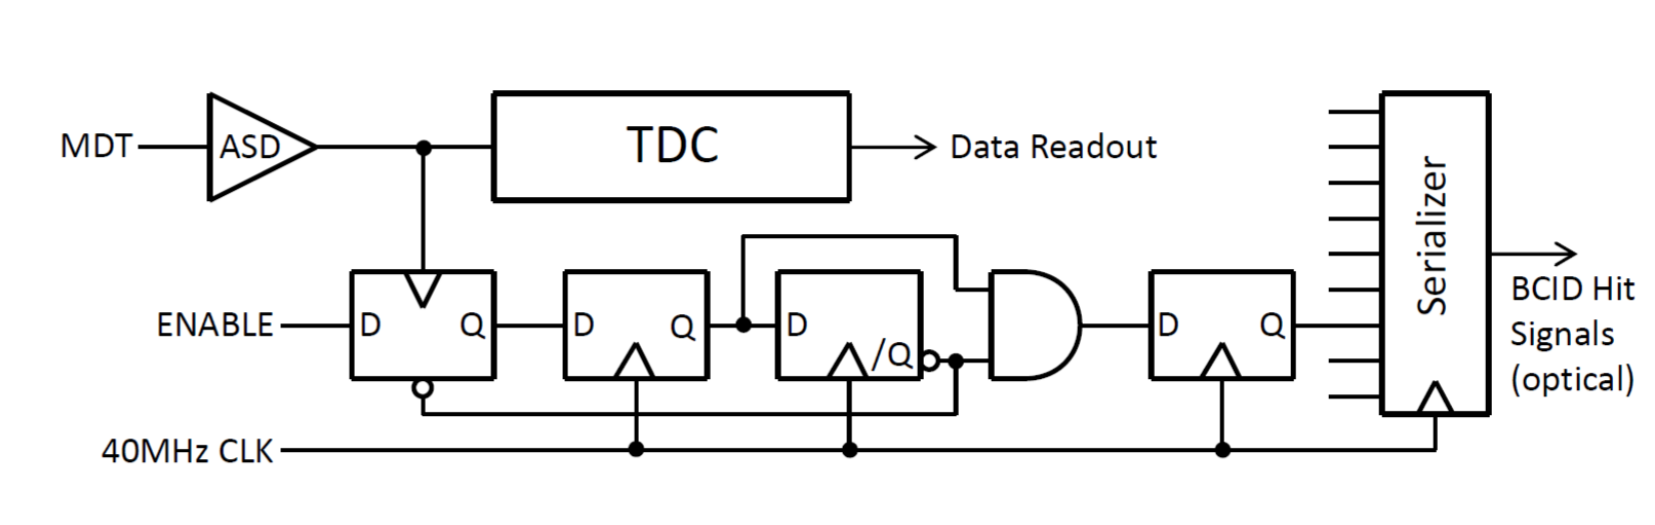 MDT
ASD
TDC
Data Readout
ENABLE
D
Q
D
Q
D
/Q
D
Q
Serializer
BCID Hit
Signals
(optical)
40MHz CLK